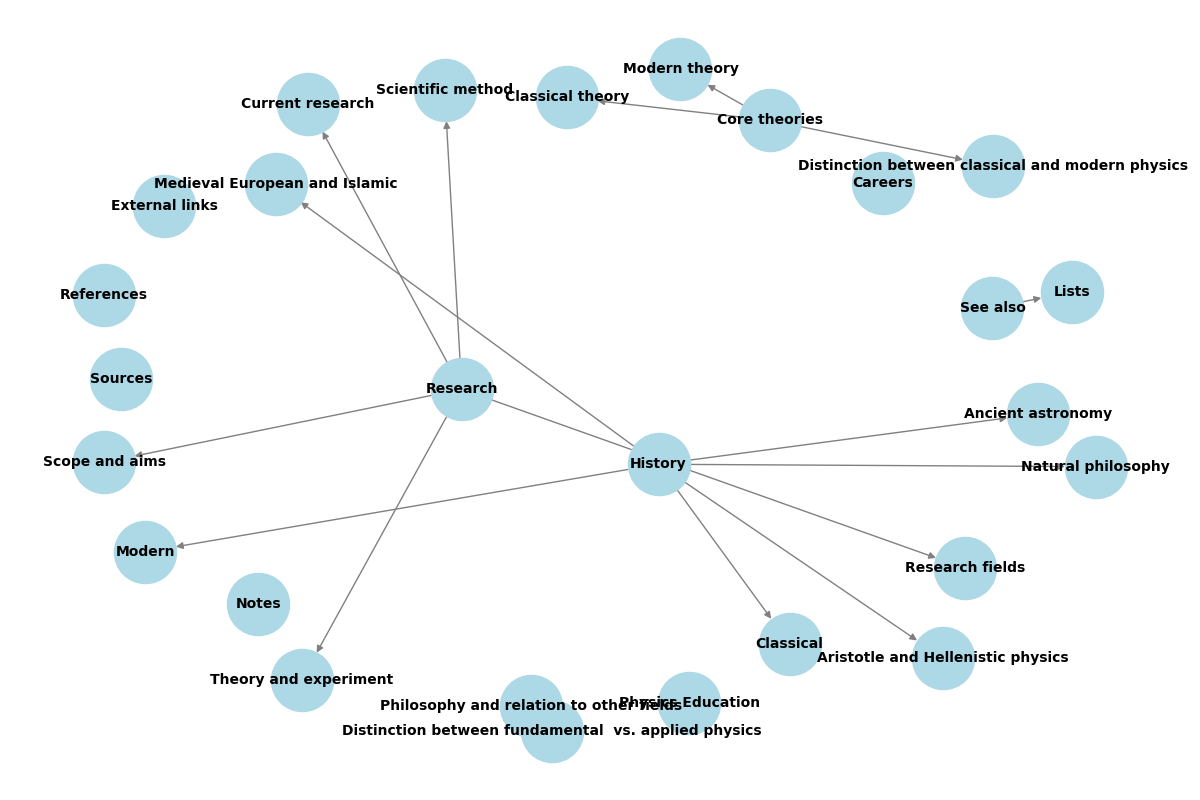 Modern theory
Scientific method
Classical theory
Current research
Core theories
Distinction between classical and modern physics
Careers
Medieval European and Islamic
External links
References
Lists
See also
Sources
Research
Ancient astronomy
Scope and aims
History
Natural philosophy
Modern
Research fields
Notes
Classical
Aristotle and Hellenistic physics
Theory and experiment
Philosophy and relation to other fields
Physics Education
Distinction between fundamental  vs. applied physics